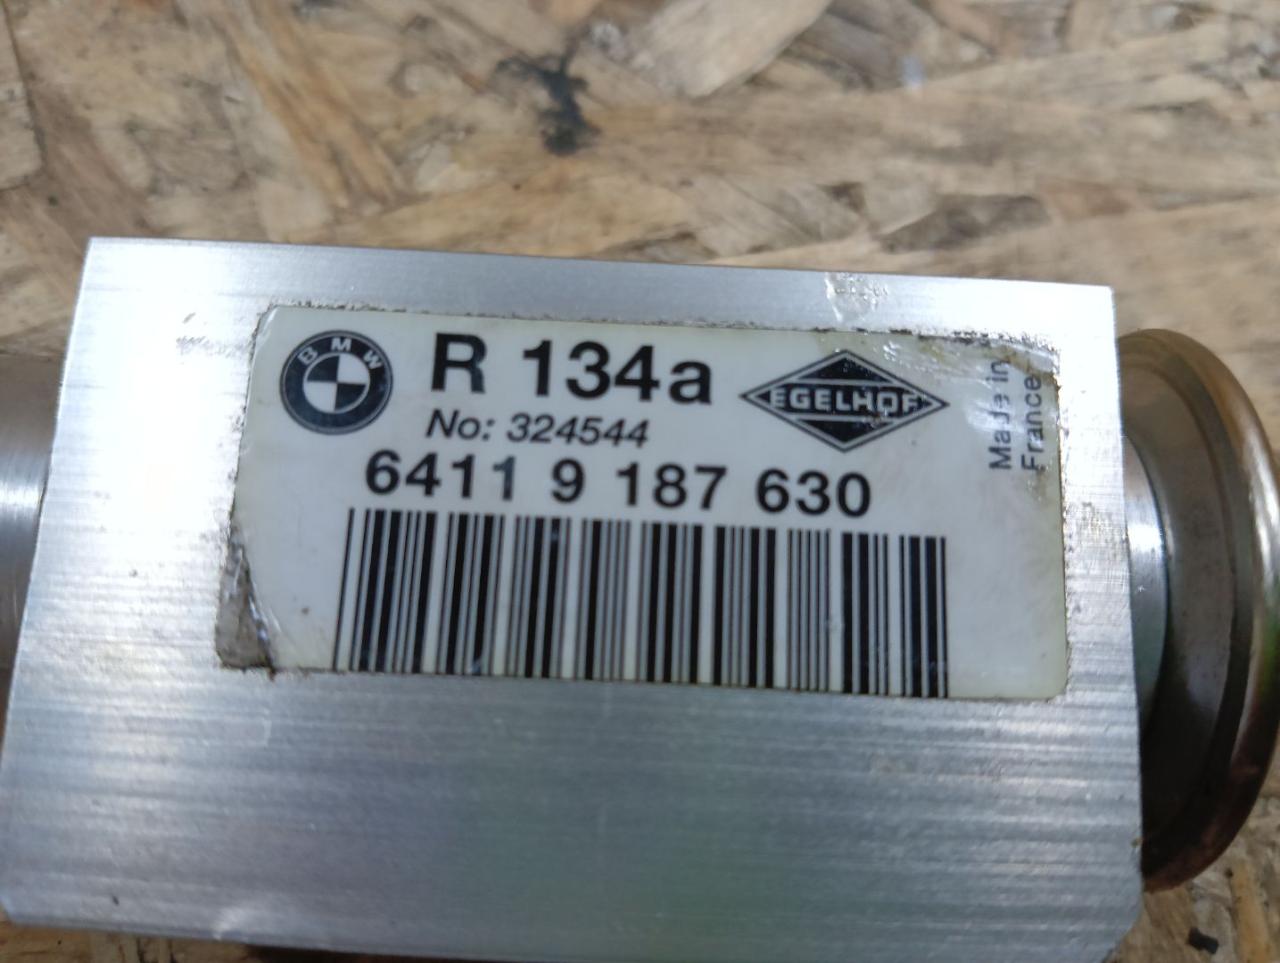 BMW
R 134a
EGELHOF
Made in
France
No: 324544
6411 9 187 630